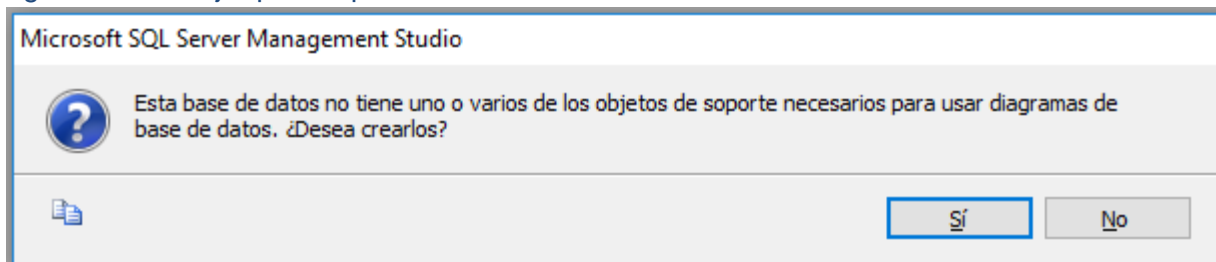 Microsoft SQL Server Management Studio
Esta base de datos no tiene uno o varios de los objetos de soporte necesarios para usar diagramas de
base de datos. ¿Desea crearlos?
Sí No